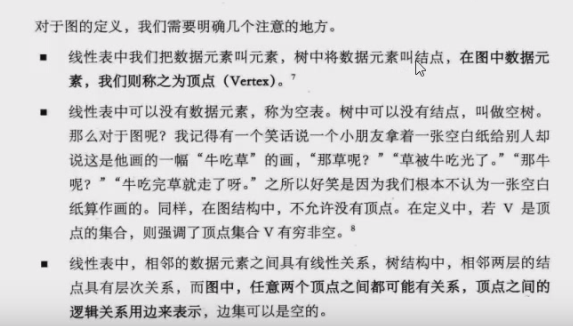 对于图的定义，我们需要明确几个注意的地方。
■ 线性表中我们把数据元素叫元素，树中将数据元素叫结点，在图中数据元
素，我们则称之为顶点（Vertex）。7
■ 线性表中可以没有数据元素，称为空表。树中可以没有结点，叫做空树。
那么对于图呢？我记得有一个笑话说一个小朋友拿着一张空白纸给别人却
说这是他画的一幅“牛吃草”的画，“那草呢？”“草被牛吃光了。”“那牛
呢？”“牛吃完草就走了呀。”之所以好笑是因为我们根本不认为一张空白
纸算作画的。同样，在图结构中，不允许没有顶点。在定义中，若 V 是顶
点的集合，则强调了顶点集合 V 有穷非空。8
■ 线性表中，相邻的数据元素之间具有线性关系，树结构中，相邻两层的结
点具有层次关系，而图中，任意两个顶点之间都可能有关系，顶点之间的
逻辑关系用边来表示，边集可以是空的。